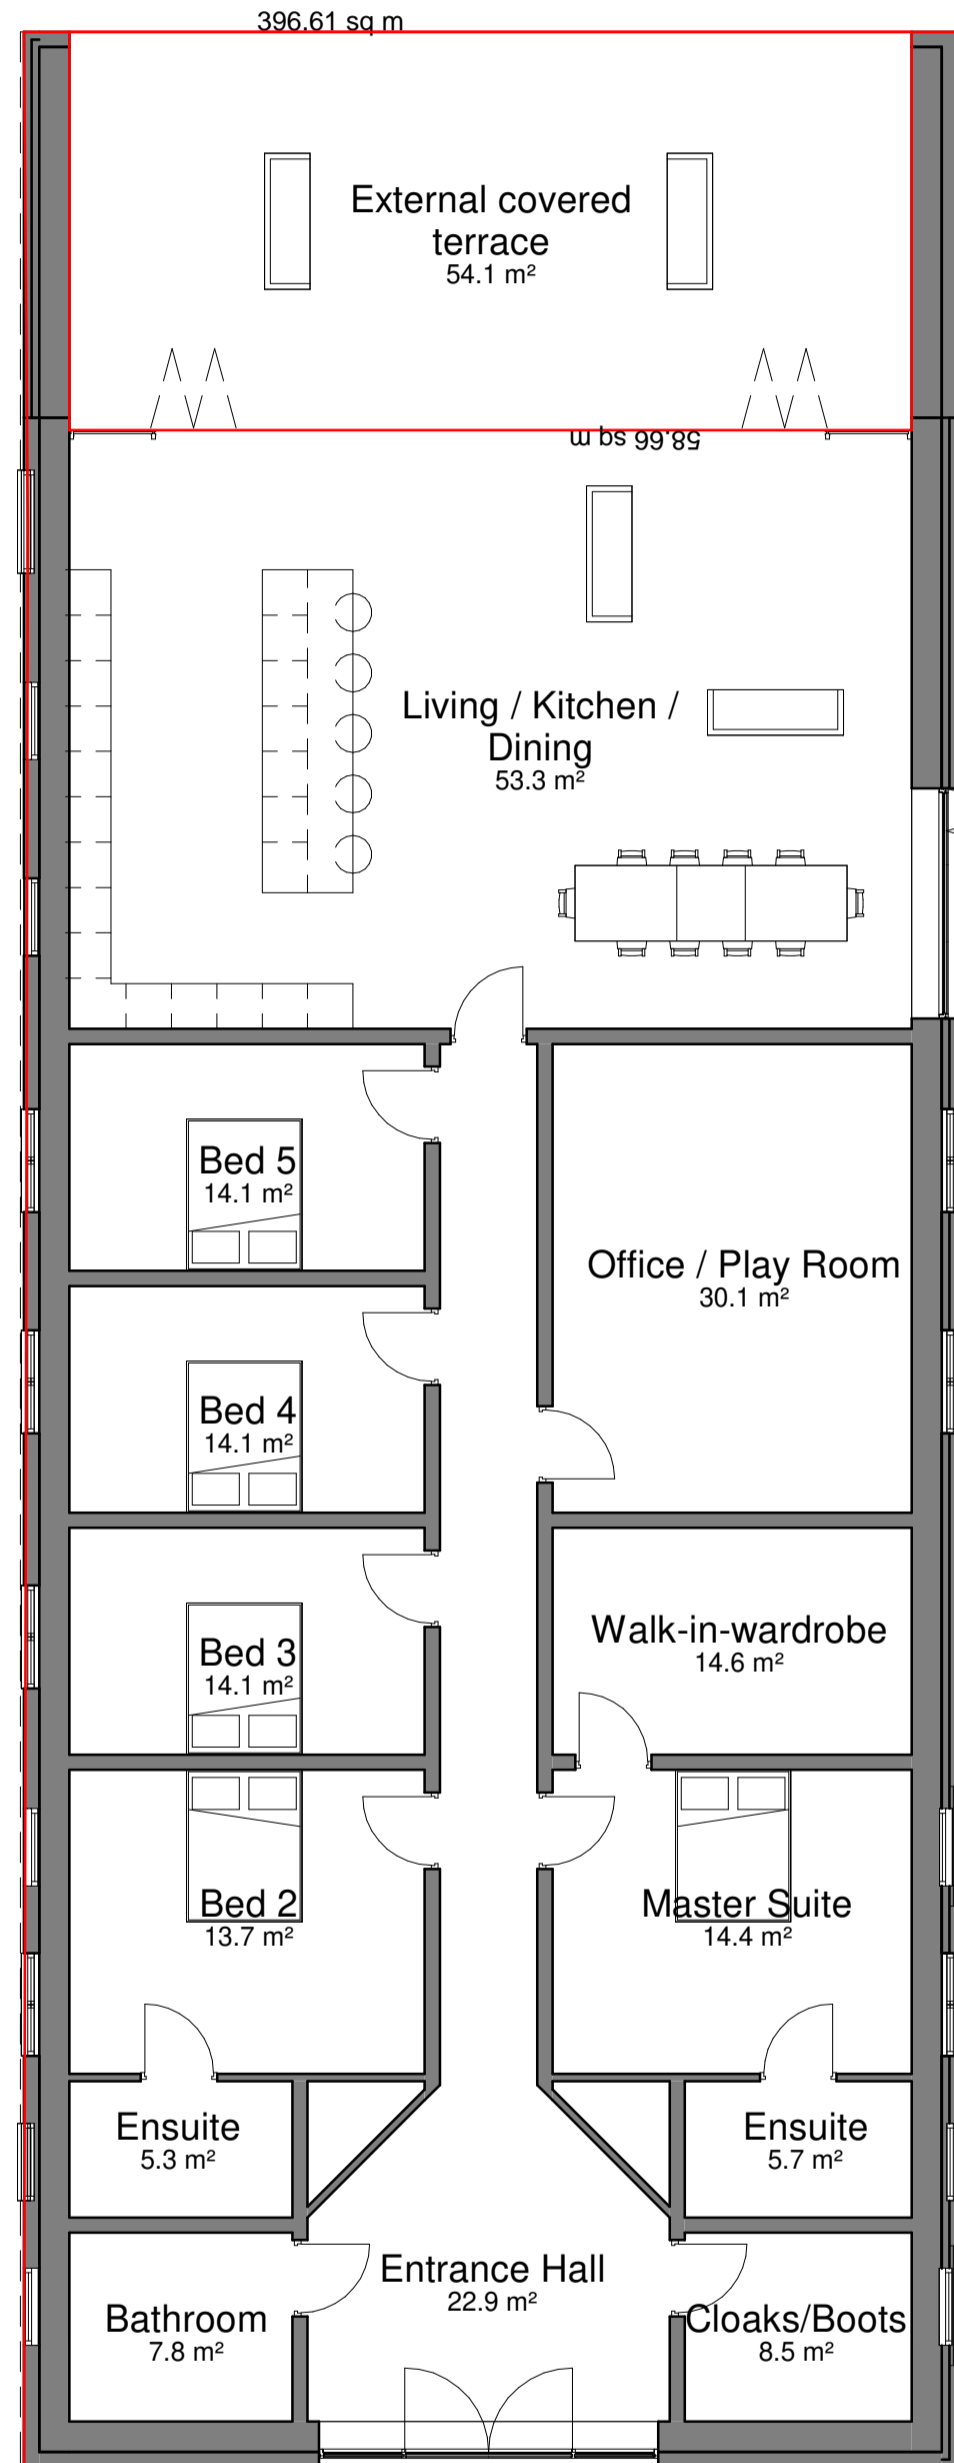 396.61 sq m
External covered
terrace
54.1 m²
58.66 sq m
Living / Kitchen /
Dining
53.3 m²
Bed 5
14.1 m²
Office / Play Room
30.1 m²
Bed 4
14.1 m²
Walk-in-wardrobe
14.6 m²
Bed 3
14.1 m²
Bed 2
13.7 m²
Master Suite
14.4 m²
Ensuite
5.3 m²
Ensuite
5.7 m²
Entrance Hall
22.9 m²
Bathroom
7.8 m²
Cloaks/Boots
8.5 m²